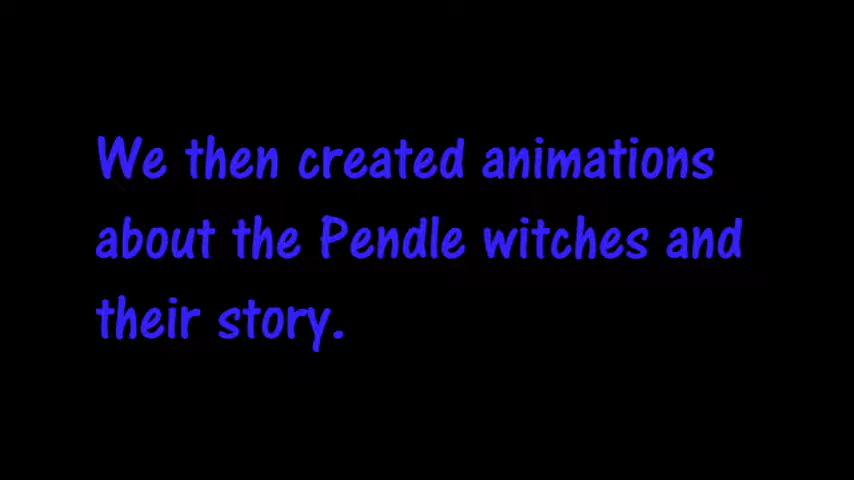 We then created animations
about the Pendle witches and
their story.